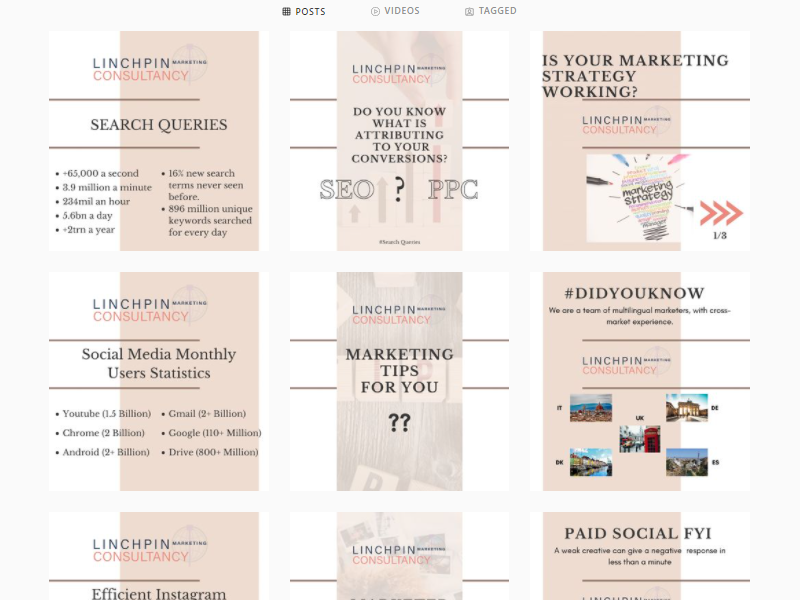 POSTS
VIDEOS
TAGGED
LINCHPIN MARKETING
CONSULTANCY
SEARCH QUERIES
+65,000 a second
3.9 million a minute
234mil an hour
5.6bn a day
+2trn a year
16% new search
terms never seen
before.
896 million unique
keywords searched
for every day
LINCHPIN MARKETING
CONSULTANCY
DO YOU KNOW
WHAT IS
ATTRIBUTING
TO YOUR
CONVERSIONS?
SEO ? PPC
#Search Queries
IS YOUR MARKETING
STRATEGY
WORKING?
LINCHPIN MARKETING
CONSULTANCY
marketing
strategy
1/3
LINCHPIN MARKETING
CONSULTANCY
Social Media Monthly
Users Statistics
Youtube (1.5 Billion)
Chrome (2 Billion)
Android (2+ Billion)
Gmail (2+ Billion)
Google (110+ Million)
Drive (800+ Million)
LINCHPIN MARKETING
CONSULTANCY
MARKETING
TIPS
FOR YOU
??
#DIDYOUKNOW
We are a team of multilingual marketers, with cross-
market experience.
LINCHPIN MARKETING
CONSULTANCY
IT
DE
UK
DK
ES
LINCHPIN MARKETING
CONSULTANCY
Efficient Instagram
LINCHPIN MARKETING
CONSULTANCY
PAID SOCIAL FYI
A weak creative can give a negative response in
less than a minute
LINCHPIN MARKETING